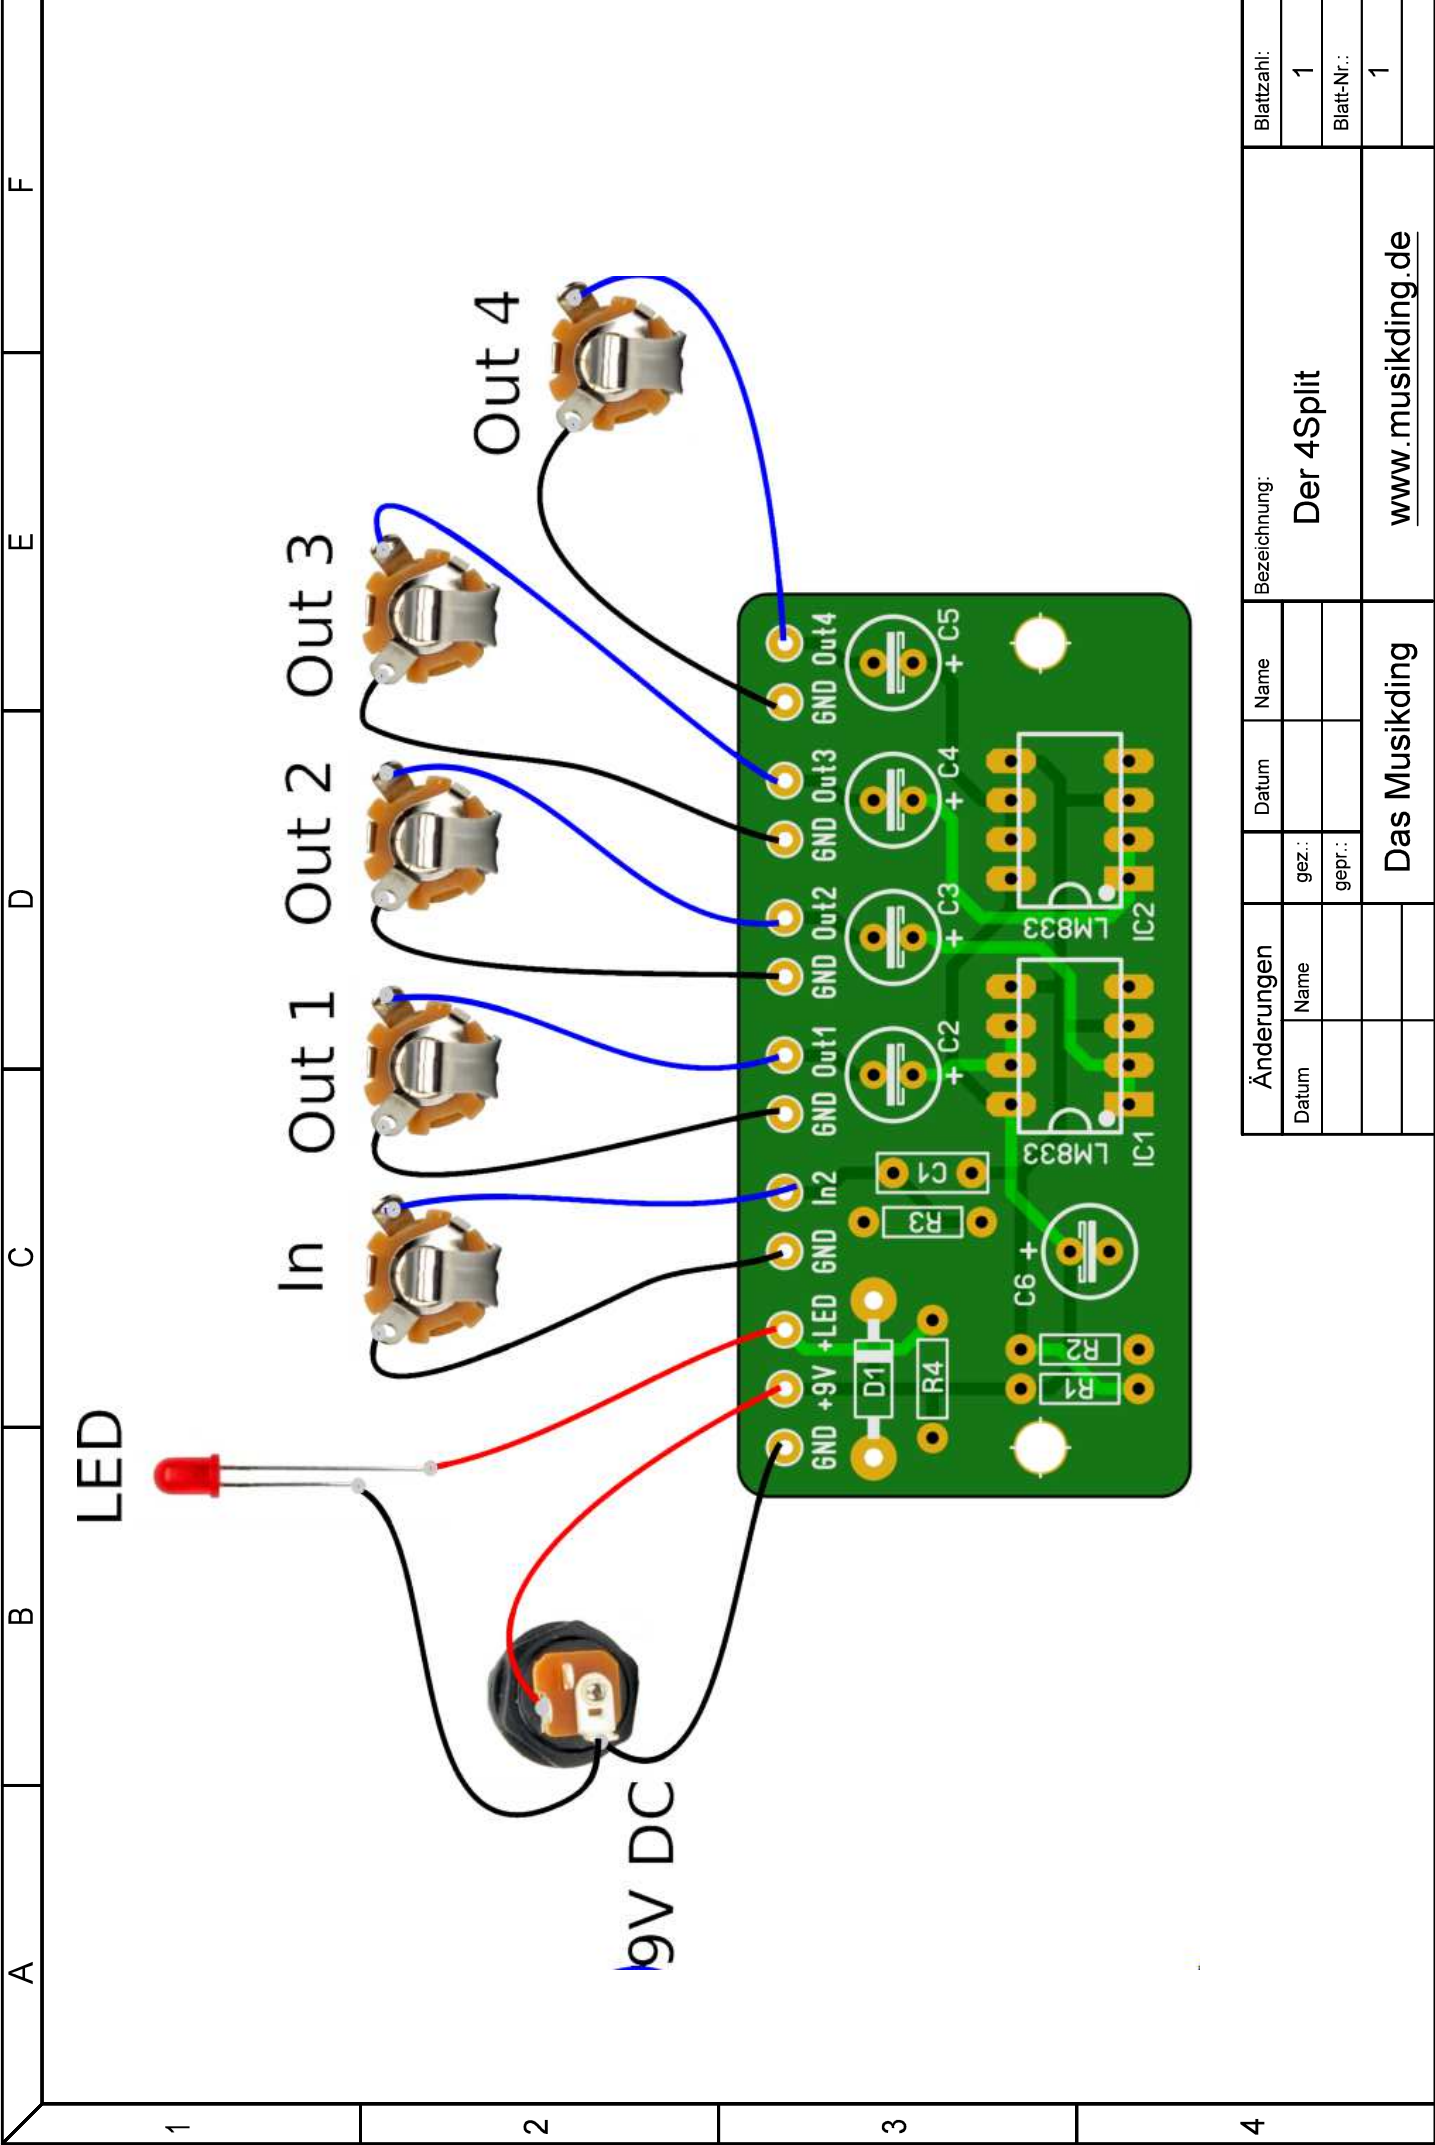 A
B
C
D
E
F
1
2
3
4
LED
9V DC
In
Out 1
Out 2
Out 3
Out 4
GND +9V +LED GND In2 GND Out1 GND Out2 GND Out3 GND Out4
D1
R4
R3
C1
C2
+
C3
+
C4
+
C5
+
R1
R2
C6 +
LM833
IC1
LM833
IC2
Änderungen
Datum
Name
Datum
Name
gez.:
gepr.:
Das Musikding
Bezeichnung:
Der 4Split
www.musikding.de
Blattzahl:
1
Blatt-Nr.:
1